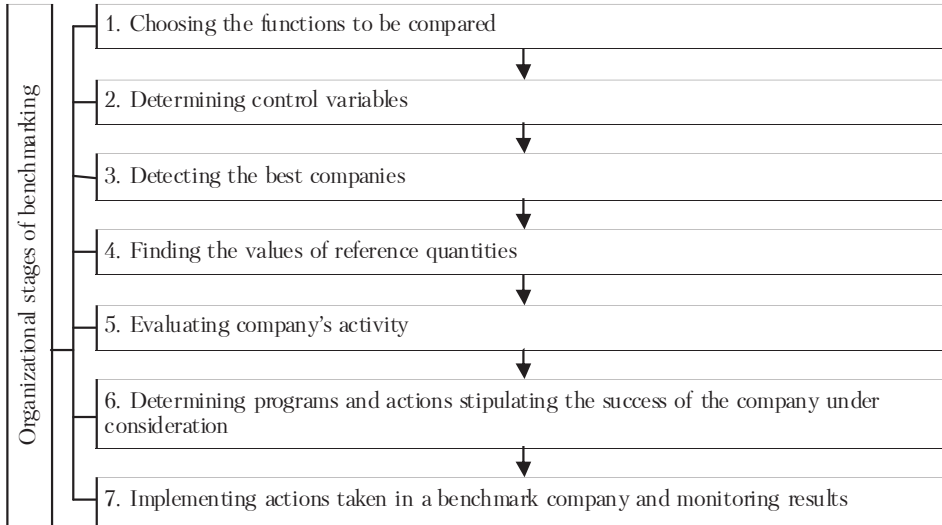 Organizational stages of benchmarking
1. Choosing the functions to be compared
2. Determining control variables
3. Detecting the best companies
4. Finding the values of reference quantities
5. Evaluating company's activity
6. Determining programs and actions stipulating the success of the company under
consideration
7. Implementing actions taken in a benchmark company and monitoring results